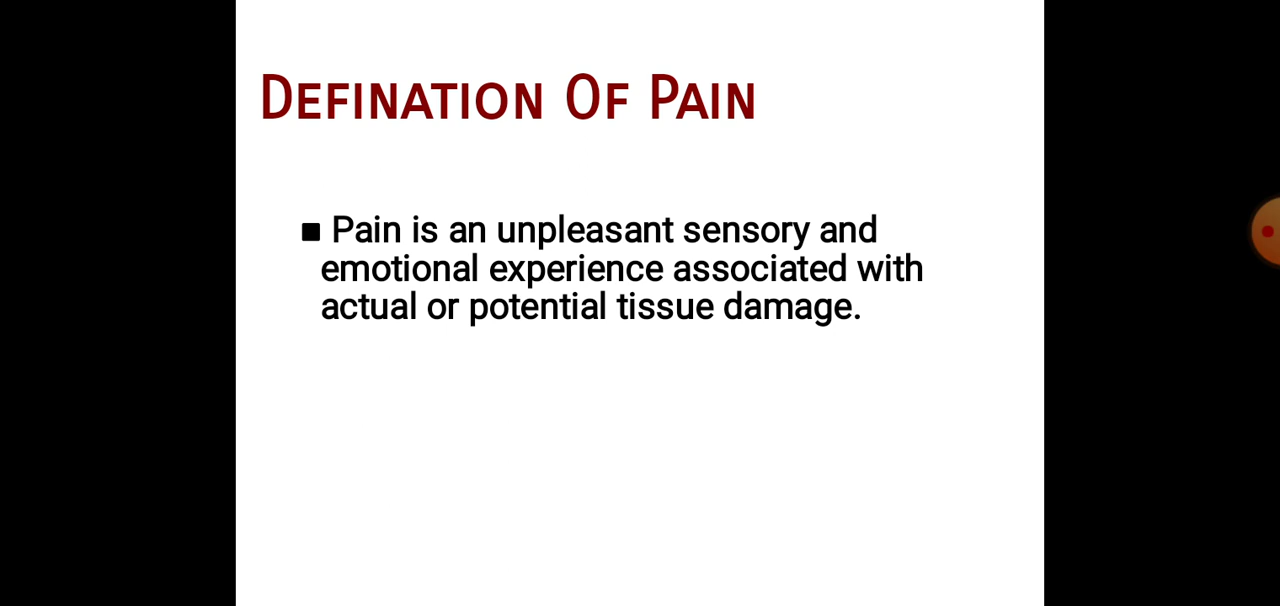 Defination Of Pain
■ Pain is an unpleasant sensory and
emotional experience associated with
actual or potential tissue damage.